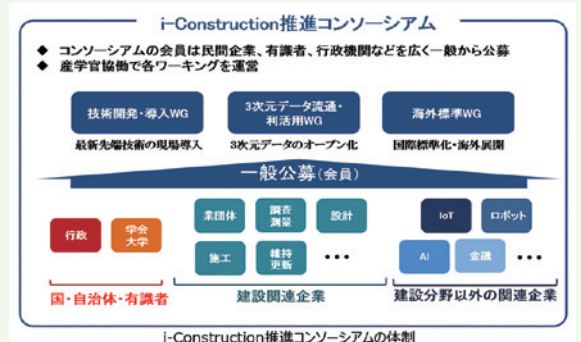 i-Construction推進コンソーシアム
◆ コンソーシアムの会員は民間企業、有識者、行政機関などを広く一般から公募
◆ 産学官協働で各ワーキングを運営
技術開発・導入WG
3次元データ流通・
利活用WG
海外標準WG
最新先端技術の現場導入
3次元データのオープン化
国際標準化・海外展開
一般公募(会員)
行政
学会
大学
業団体
調査
測量
設計
施工
維持
更新
•••
IoT
ロボット
AI
金融
•••
国・自治体・有識者
建設関連企業
建設分野以外の関連企業
i-Construction推進コンソーシアムの体制